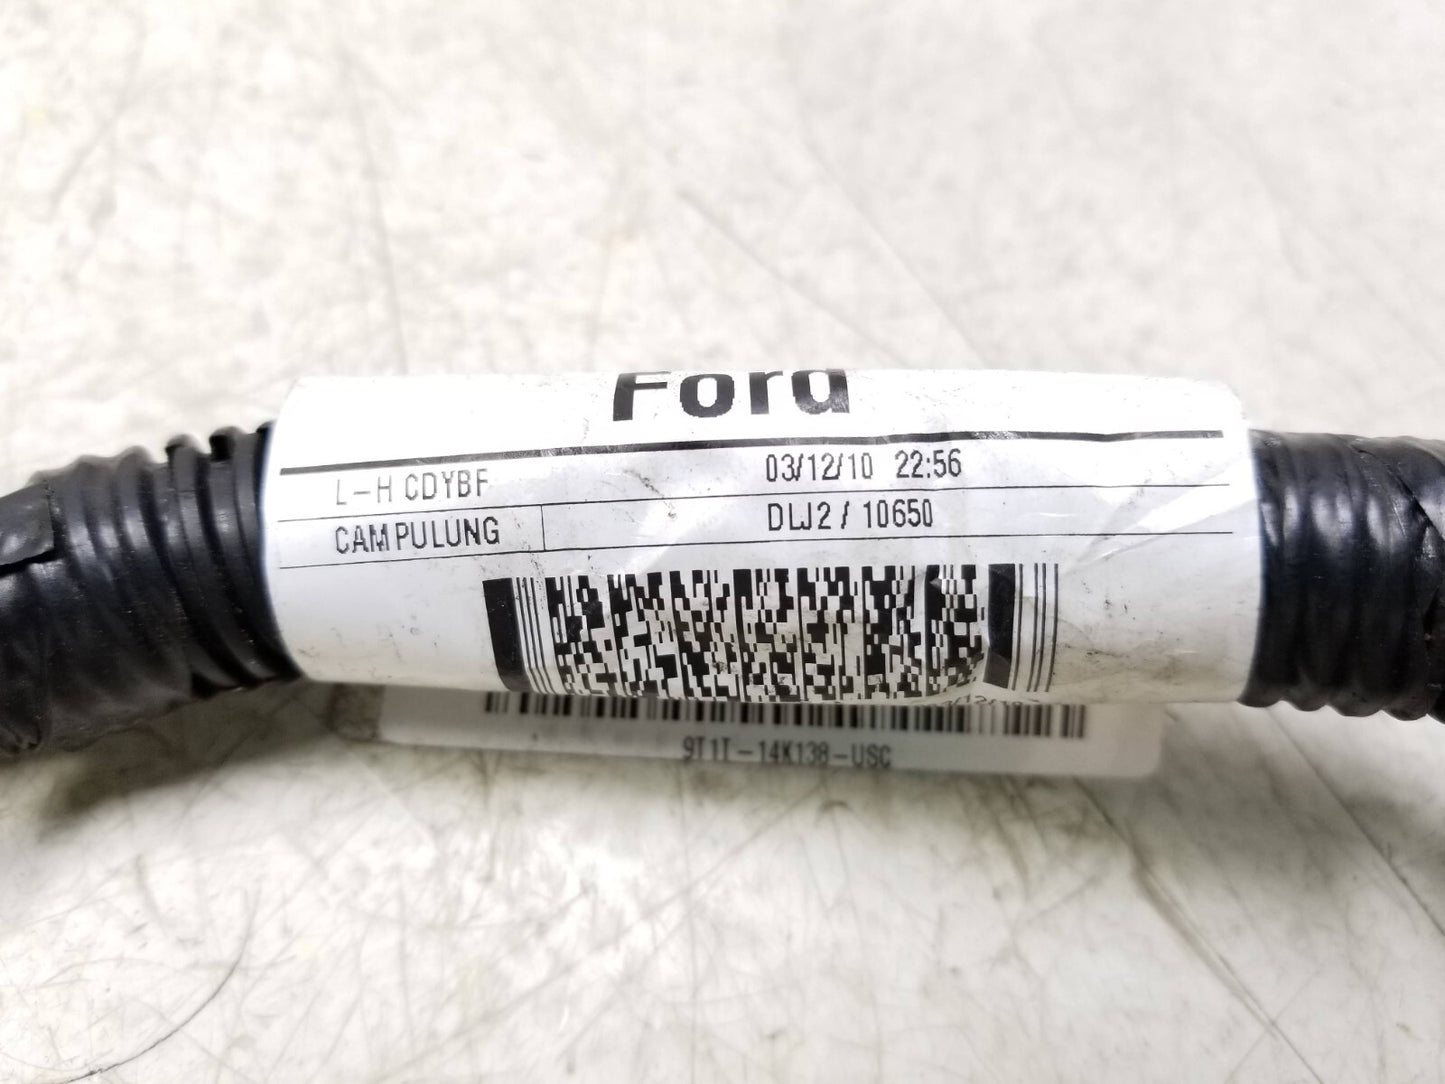 Ford
L-H CDYBF 03/12/10 22:56
CAMPULUNG DLJ2 / 10650
9T1T-14K138-USC